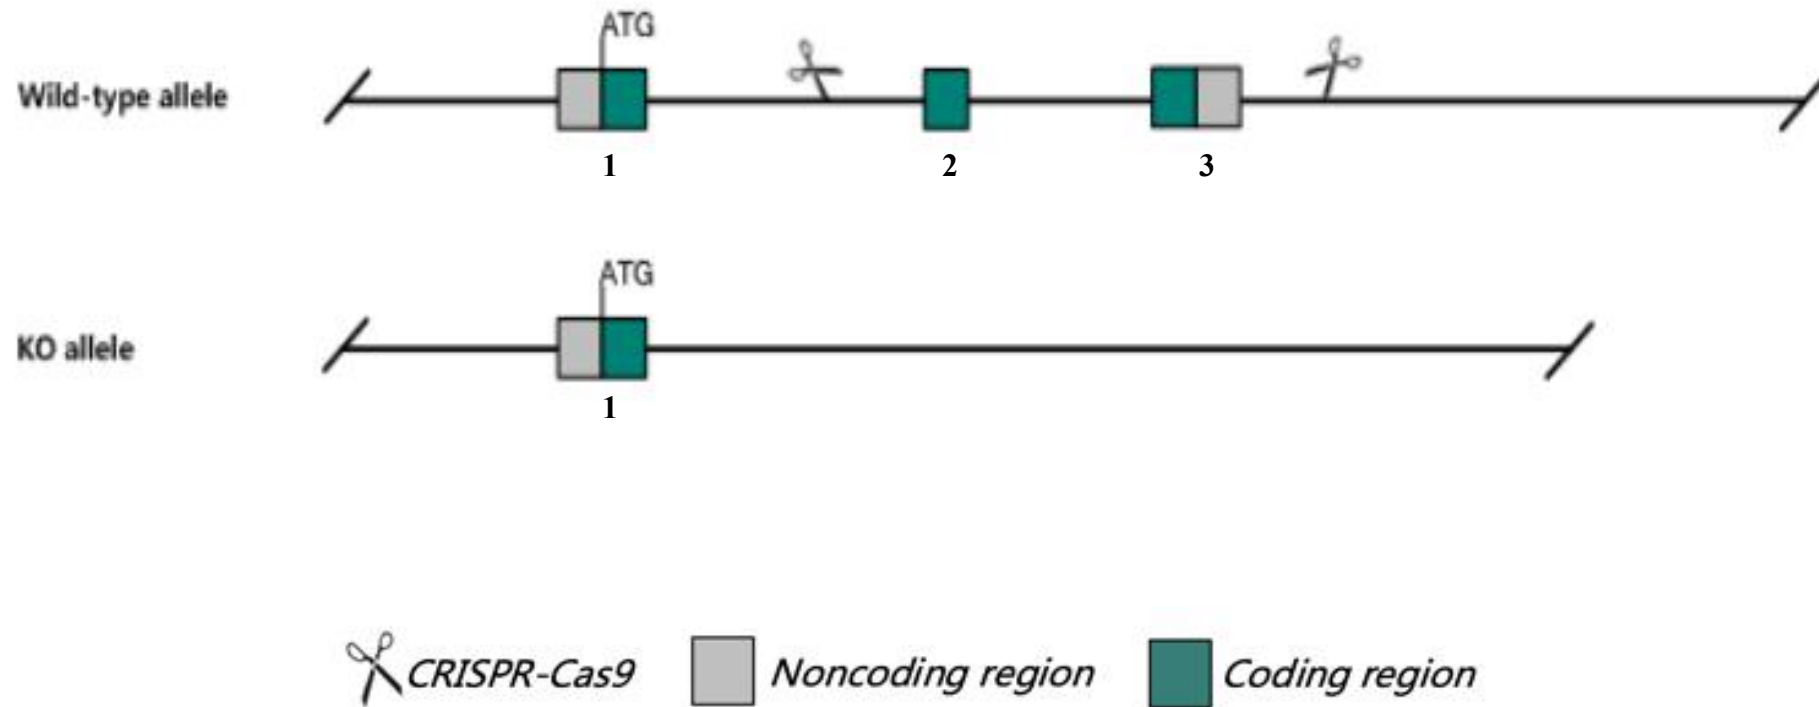 ATG
Wild-type allele
1 2 3
ATG
KO allele
1
CRISPR-Cas9 Noncoding region Coding region